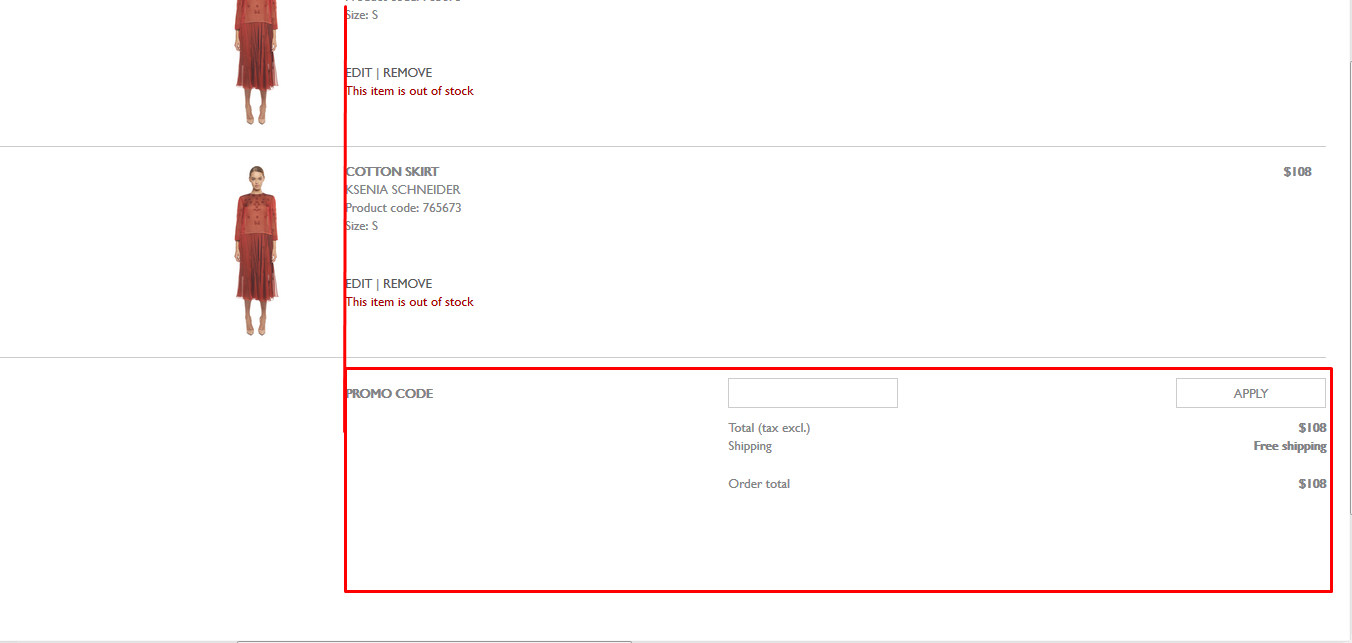 Size: S
EDIT | REMOVE
This item is out of stock
COTTON SKIRT $108
KSENIA SCHNEIDER
Product code: 765673
Size: S
EDIT | REMOVE
This item is out of stock
PROMO CODE APPLY
Total (tax excl.) $108
Shipping Free shipping
Order total $108